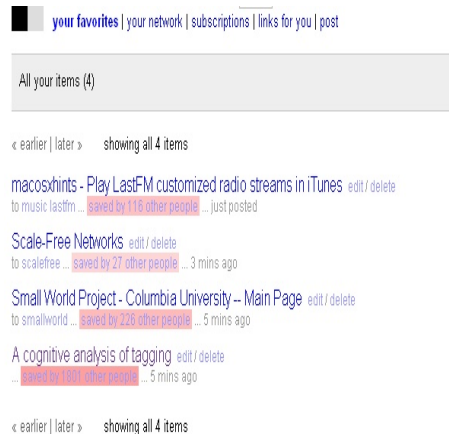 your favorites | your network | subscriptions | links for you | post
All your items (4)
« earlier | later » showing all 4 items
macosxhints - Play LastFM customized radio streams in iTunes edit / delete
to music lastfm ... saved by 116 other people ... just posted
Scale-Free Networks edit / delete
to scalefree ... saved by 27 other people ... 3 mins ago
Small World Project - Columbia University -- Main Page edit / delete
to smallworld ... saved by 226 other people ... 5 mins ago
A cognitive analysis of tagging edit / delete
... saved by 1801 other people ... 5 mins ago
« earlier | later » showing all 4 items